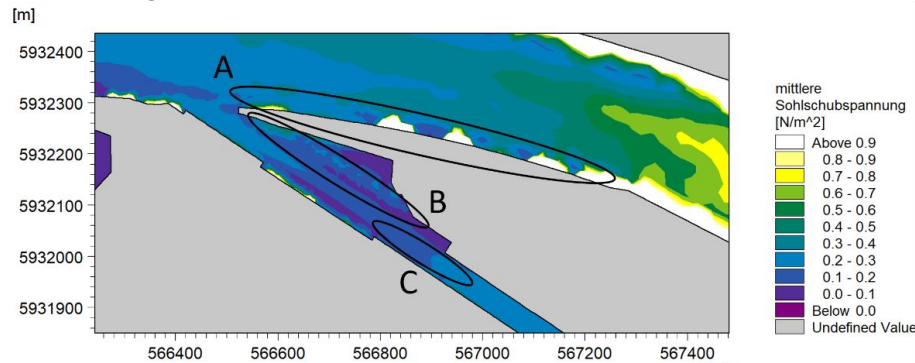 [m]
5932400
5932300
5932200
5932100
5932000
5931900
566400 566600 566800 567000 567200 567400
A
B
C
mittlere
Sohlschubspannung
[N/m^2]
Above 0.9
0.8 - 0.9
0.7 - 0.8
0.6 - 0.7
0.5 - 0.6
0.4 - 0.5
0.3 - 0.4
0.2 - 0.3
0.1 - 0.2
0.0 - 0.1
Below 0.0
Undefined Value